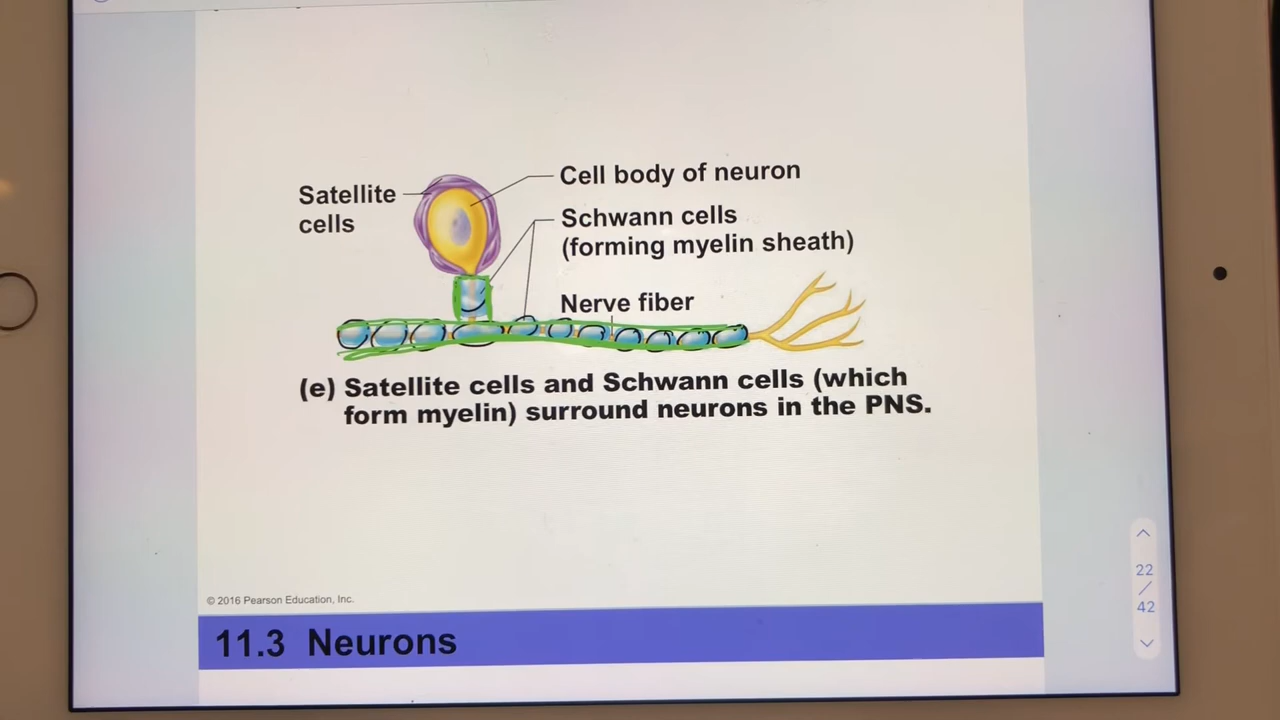 Satellite
cells
Cell body of neuron
Schwann cells
(forming myelin sheath)
Nerve fiber
(e) Satellite cells and Schwann cells (which
form myelin) surround neurons in the PNS.
© 2016 Pearson Education, Inc.
11.3 Neurons
22
/
42